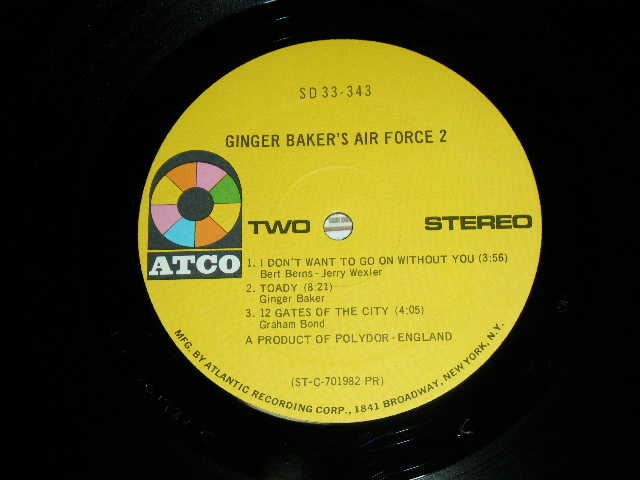 SD 33-343
GINGER BAKER'S AIR FORCE 2
TWO
STEREO
ATCO
1. I DON'T WANT TO GO ON WITHOUT YOU (3:56)
Bert Berns - Jerry Wexler
2. TOADY (8:21)
Ginger Baker
3. 12 GATES OF THE CITY (4:05)
Graham Bond
A PRODUCT OF POLYDOR - ENGLAND
(ST-C-701982 PR)
MFG. BY ATLANTIC RECORDING CORP., 1841 BROADWAY, NEW YORK, N.Y.